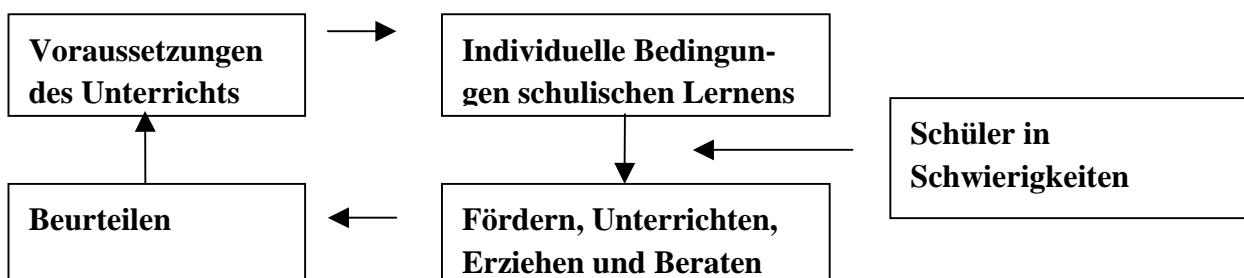 Voraussetzungen
des Unterrichts
Individuelle Bedingun-
gen schulischen Lernens
Schüler in
Schwierigkeiten
Beurteilen
Fördern, Unterrichten,
Erziehen und Beraten